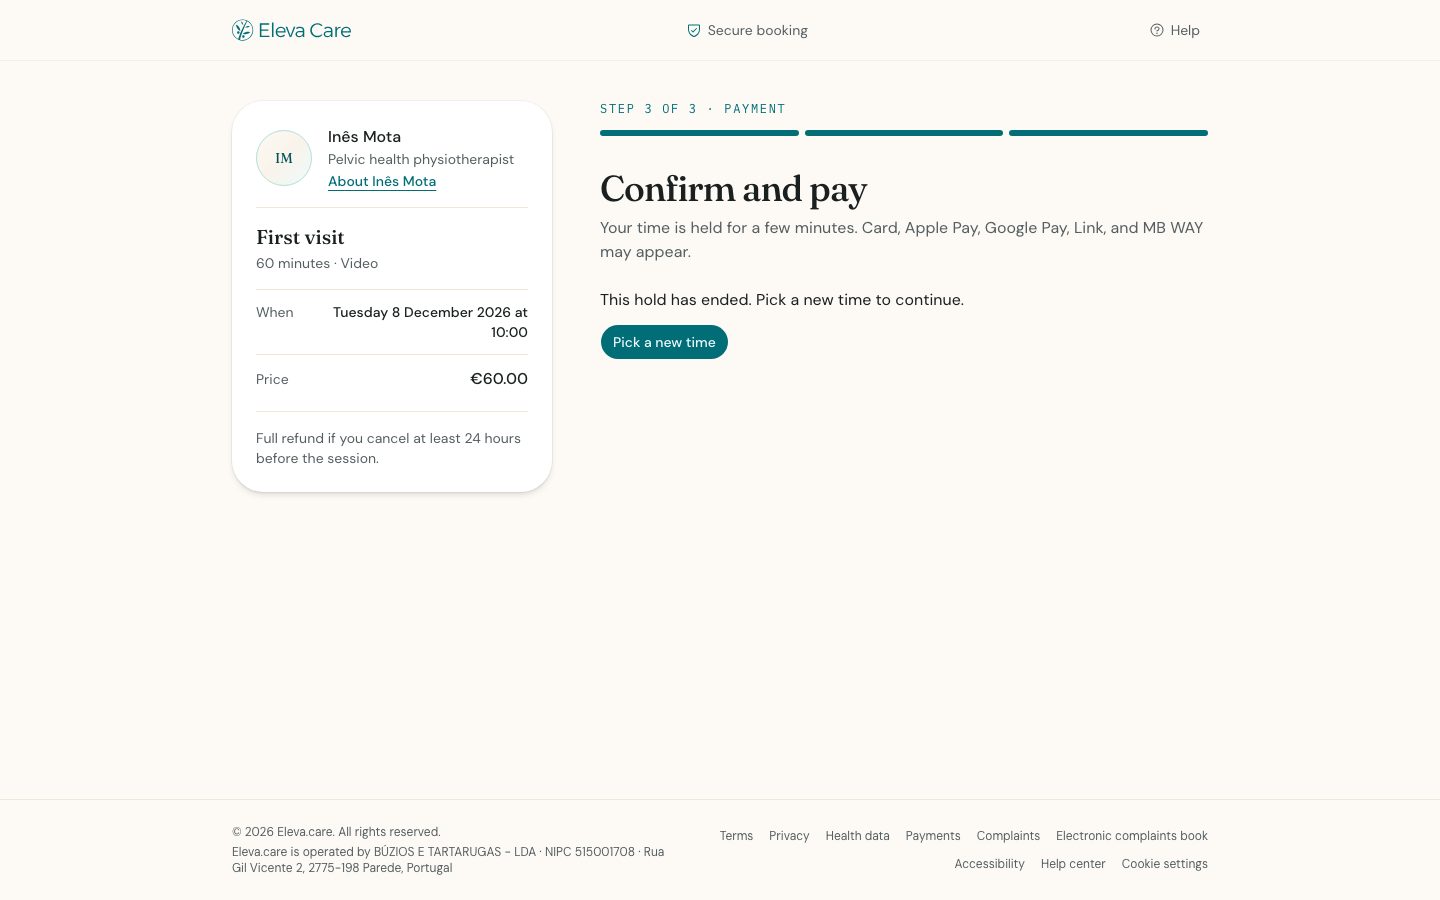 Eleva Care
Secure booking
Help
IM
Inês Mota
Pelvic health physiotherapist
About Inês Mota
First visit
60 minutes · Video
When
Tuesday 8 December 2026 at
10:00
Price
€60.00
Full refund if you cancel at least 24 hours
before the session.
STEP 3 OF 3 · PAYMENT
Confirm and pay
Your time is held for a few minutes. Card, Apple Pay, Google Pay, Link, and MB WAY
may appear.
This hold has ended. Pick a new time to continue.
Pick a new time
© 2026 Eleva.care. All rights reserved.
Eleva.care is operated by BÚZIOS E TARTARUGAS - LDA · NIPC 515001708 · Rua
Gil Vicente 2, 2775-198 Parede, Portugal
Terms
Privacy
Health data
Payments
Complaints
Electronic complaints book
Accessibility
Help center
Cookie settings